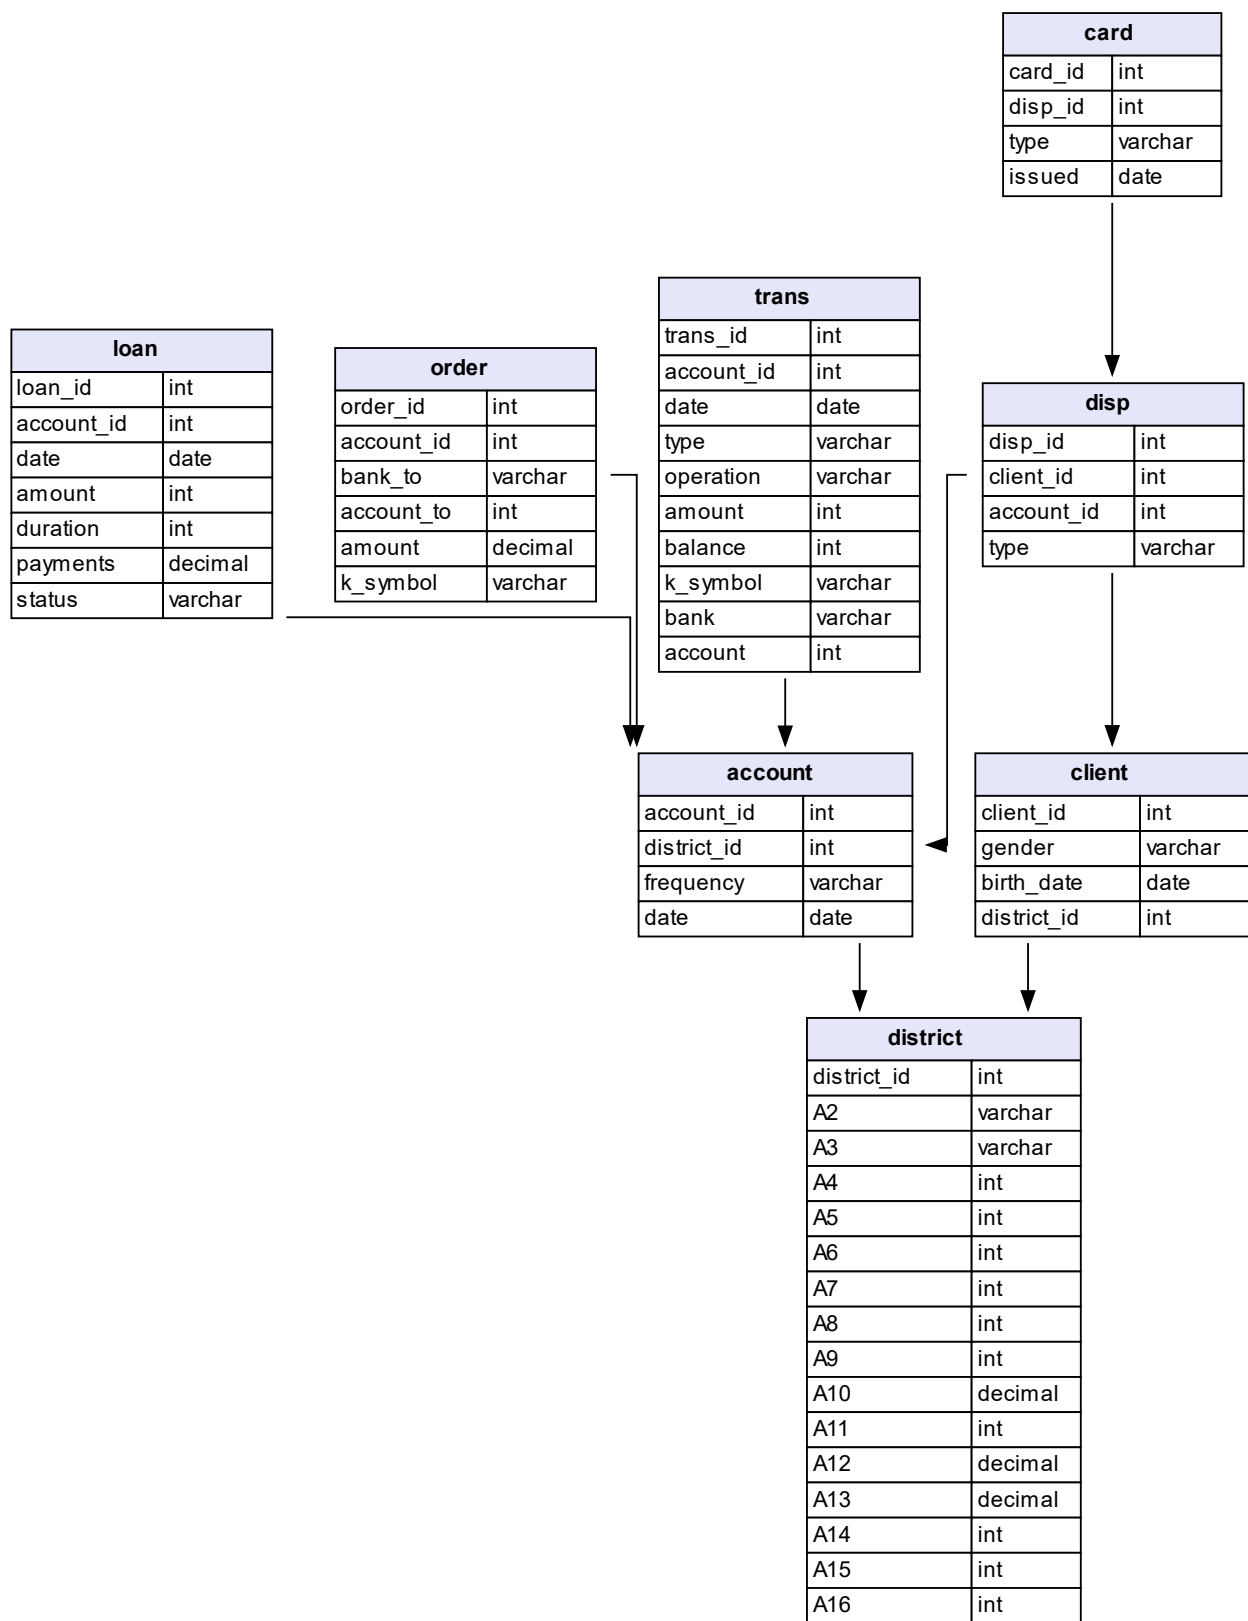 card
card_id int
disp_id int
type varchar
issued date
trans
trans_id int
account_id int
date date
type varchar
operation varchar
amount int
balance int
k_symbol varchar
bank varchar
account int
loan
loan_id int
account_id int
date date
amount int
duration int
payments decimal
status varchar
order
order_id int
account_id int
bank_to varchar
account_to int
amount decimal
k_symbol varchar
disp
disp_id int
client_id int
account_id int
type varchar
account
account_id int
district_id int
frequency varchar
date date
client
client_id int
gender varchar
birth_date date
district_id int
district
district_id int
A2 varchar
A3 varchar
A4 int
A5 int
A6 int
A7 int
A8 int
A9 int
A10 decimal
A11 int
A12 decimal
A13 decimal
A14 int
A15 int
A16 int